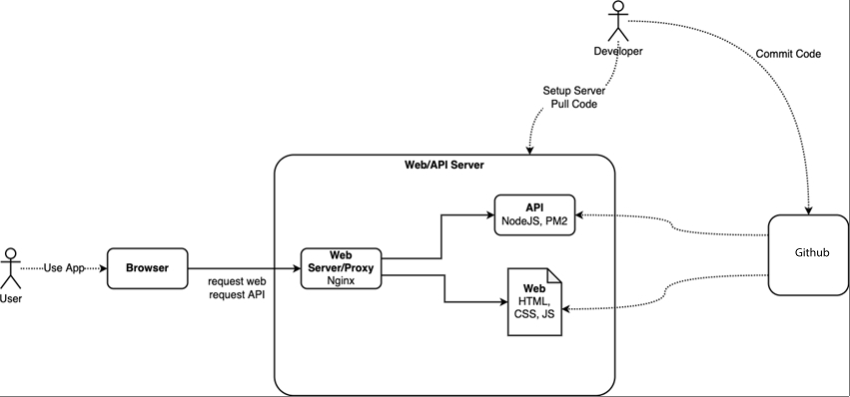 Developer
Commit Code
Setup Server
Pull Code
Web/API Server
API
NodeJS, PM2
Github
Web
Server/Proxy
Nginx
Browser
Use App
User
request web
request API
Web
HTML,
CSS, JS